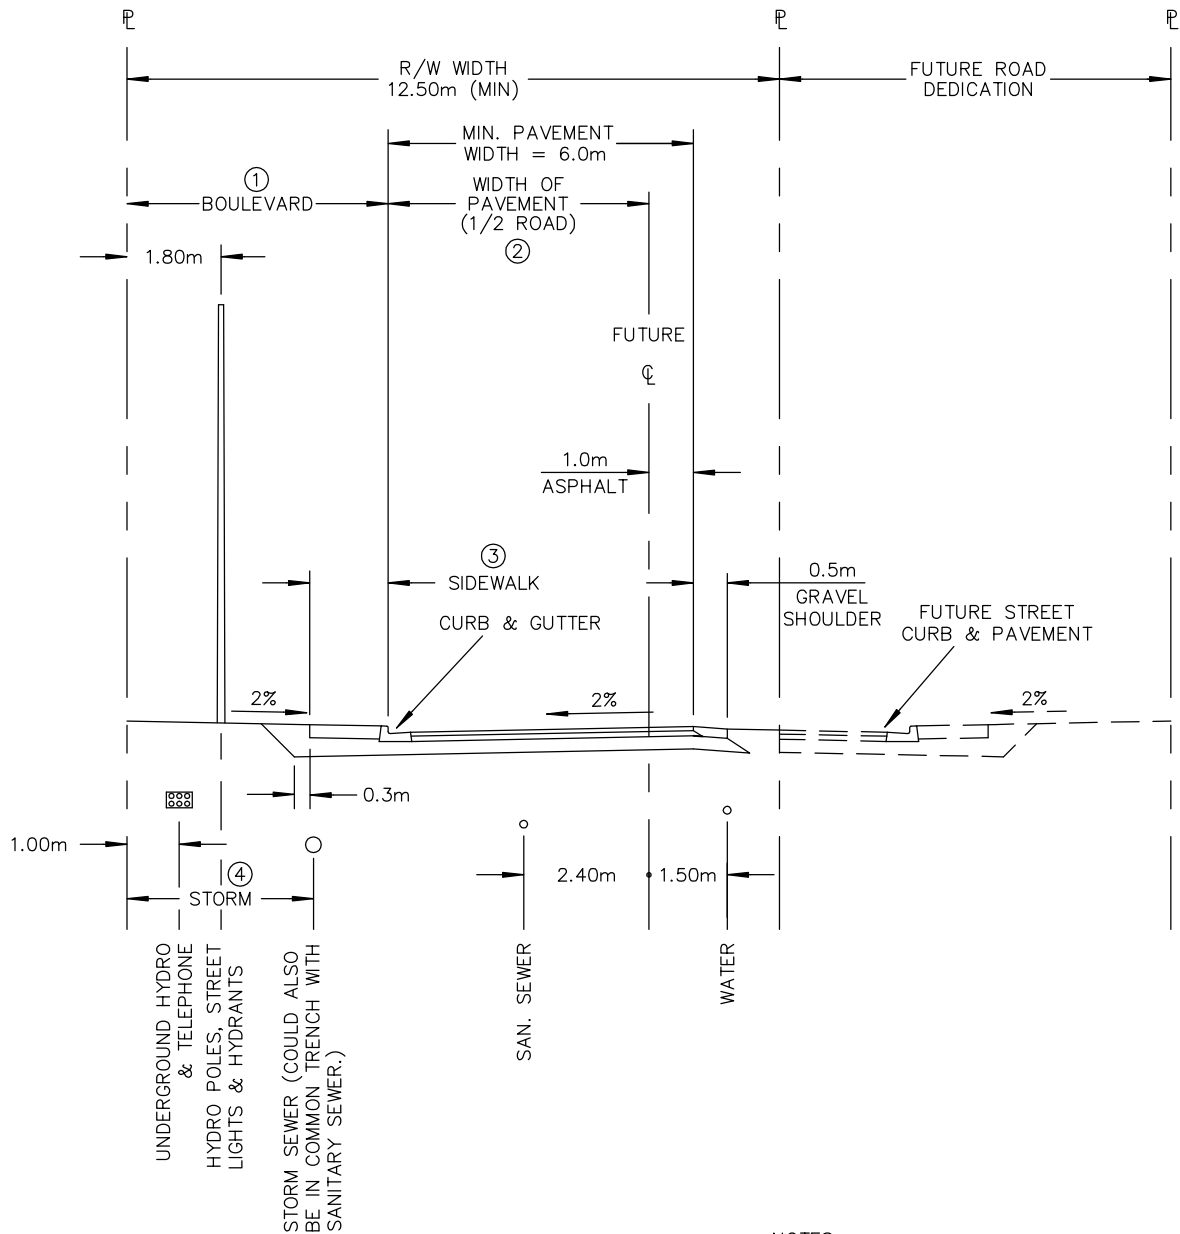 PL PL PL
R/W WIDTH
12.50m (MIN)
FUTURE ROAD
DEDICATION
MIN. PAVEMENT
WIDTH = 6.0m
1
BOULEVARD
WIDTH OF
PAVEMENT
(1/2 ROAD)
2
1.80m
FUTURE
CL
1.0m
ASPHALT
3
SIDEWALK
0.5m
GRAVEL
SHOULDER
CURB & GUTTER
FUTURE STREET
CURB & PAVEMENT
2% 2% 2%
0.3m
1.00m
4
STORM
2.40m 1.50m
UNDERGROUND HYDRO
& TELEPHONE
HYDRO POLES, STREET
LIGHTS & HYDRANTS
STORM SEWER (COULD ALSO
BE IN COMMON TRENCH WITH
SANITARY SEWER.)
SAN. SEWER
WATER